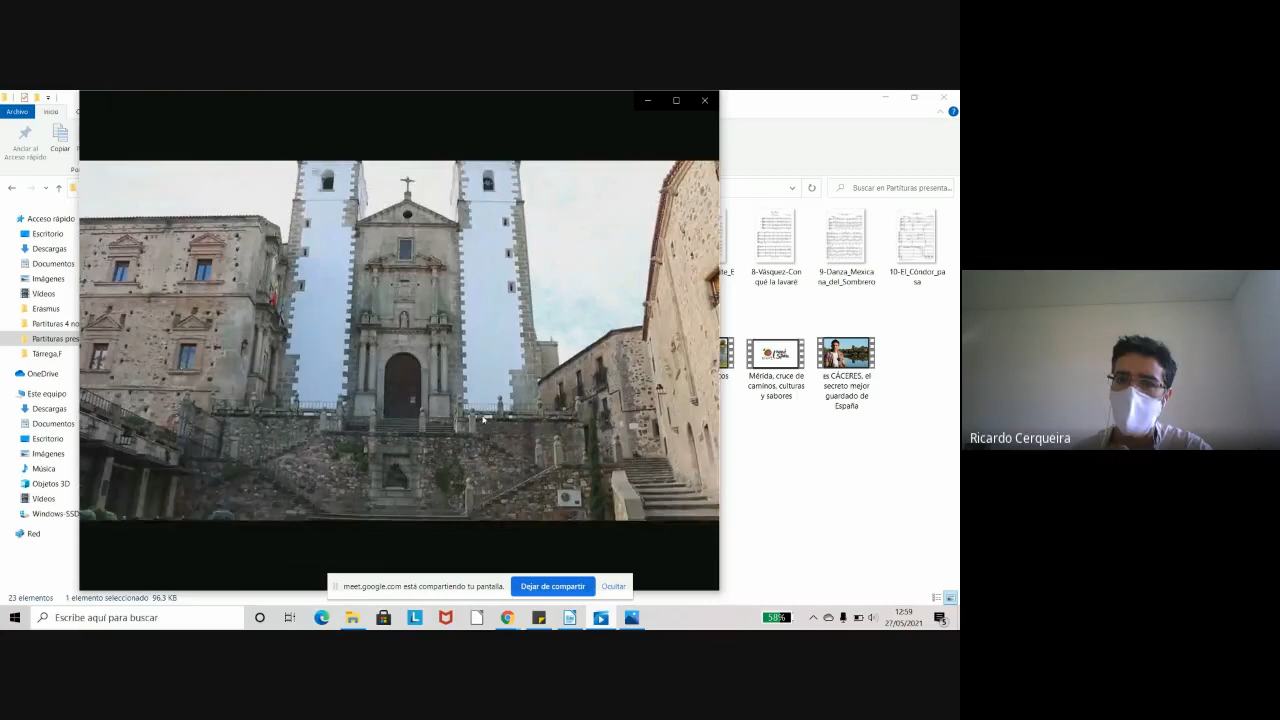 Archivo
Inicio
Anclar al
Acceso rápido
Copiar
Buscar en Partituras presenta...
Acceso rápido
Escritorio
Descargas
Documentos
Imágenes
Vídeos
Erasmus
Partituras 4 no
Partituras pres
Tárrega,F
OneDrive
Este equipo
Descargas
Documentos
Escritorio
Imágenes
Música
Objetos 3D
Vídeos
Windows-SSD
Red
8-Vásquez-Con
qué la lavaré
9-Danza_Mexica
na_del_Sombrero
10-El_Cóndor_pa
sa
Mérida, cruce de
caminos, culturas
y sabores
es CÁCERES, el
secreto mejor
guardado de
España
Ricardo Cerqueira
meet.google.com está compartiendo tu pantalla.
Dejar de compartir
Ocultar
23 elementos
1 elemento seleccionado 96.3 KB
Escribe aquí para buscar
58%
12:59
27/05/2021
5